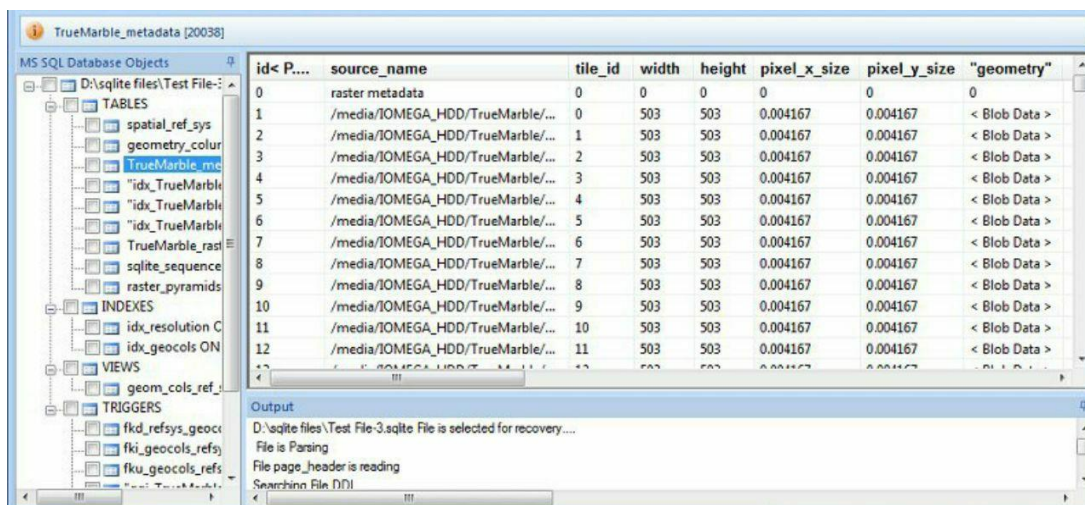 TrueMarble_metadata [20038]
MS SQL Database Objects
D:\sqlite files\Test File-3
TABLES
spatial_ref_sys
geometry_colur
TrueMarble_me
"idx_TrueMarble
"idx_TrueMarble
"idx_TrueMarble
TrueMarble_rast
sqlite_sequence
raster_pyramids
INDEXES
idx_resolution O
idx_geocols ON
VIEWS
geom_cols_ref_s
TRIGGERS
fkd_refsys_geoco
fki_geocols_refsy
fku_geocols_refs
id< P.... source_name tile_id width height pixel_x_size pixel_y_size "geometry"
0 raster metadata 0 0 0 0 0 0
1 /media/IOMEGA_HDD/TrueMarble/... 0 503 503 0.004167 0.004167 < Blob Data >
2 /media/IOMEGA_HDD/TrueMarble/... 1 503 503 0.004167 0.004167 < Blob Data >
3 /media/IOMEGA_HDD/TrueMarble/... 2 503 503 0.004167 0.004167 < Blob Data >
4 /media/IOMEGA_HDD/TrueMarble/... 3 503 503 0.004167 0.004167 < Blob Data >
5 /media/IOMEGA_HDD/TrueMarble/... 4 503 503 0.004167 0.004167 < Blob Data >
6 /media/IOMEGA_HDD/TrueMarble/... 5 503 503 0.004167 0.004167 < Blob Data >
7 /media/IOMEGA_HDD/TrueMarble/... 6 503 503 0.004167 0.004167 < Blob Data >
8 /media/IOMEGA_HDD/TrueMarble/... 7 503 503 0.004167 0.004167 < Blob Data >
9 /media/IOMEGA_HDD/TrueMarble/... 8 503 503 0.004167 0.004167 < Blob Data >
10 /media/IOMEGA_HDD/TrueMarble/... 9 503 503 0.004167 0.004167 < Blob Data >
11 /media/IOMEGA_HDD/TrueMarble/... 10 503 503 0.004167 0.004167 < Blob Data >
12 /media/IOMEGA_HDD/TrueMarble/... 11 503 503 0.004167 0.004167 < Blob Data >
Output
D:\sqlite files\Test File-3.sqlite File is selected for recovery....
File is Parsing
File page_header is reading
Searching File DDL